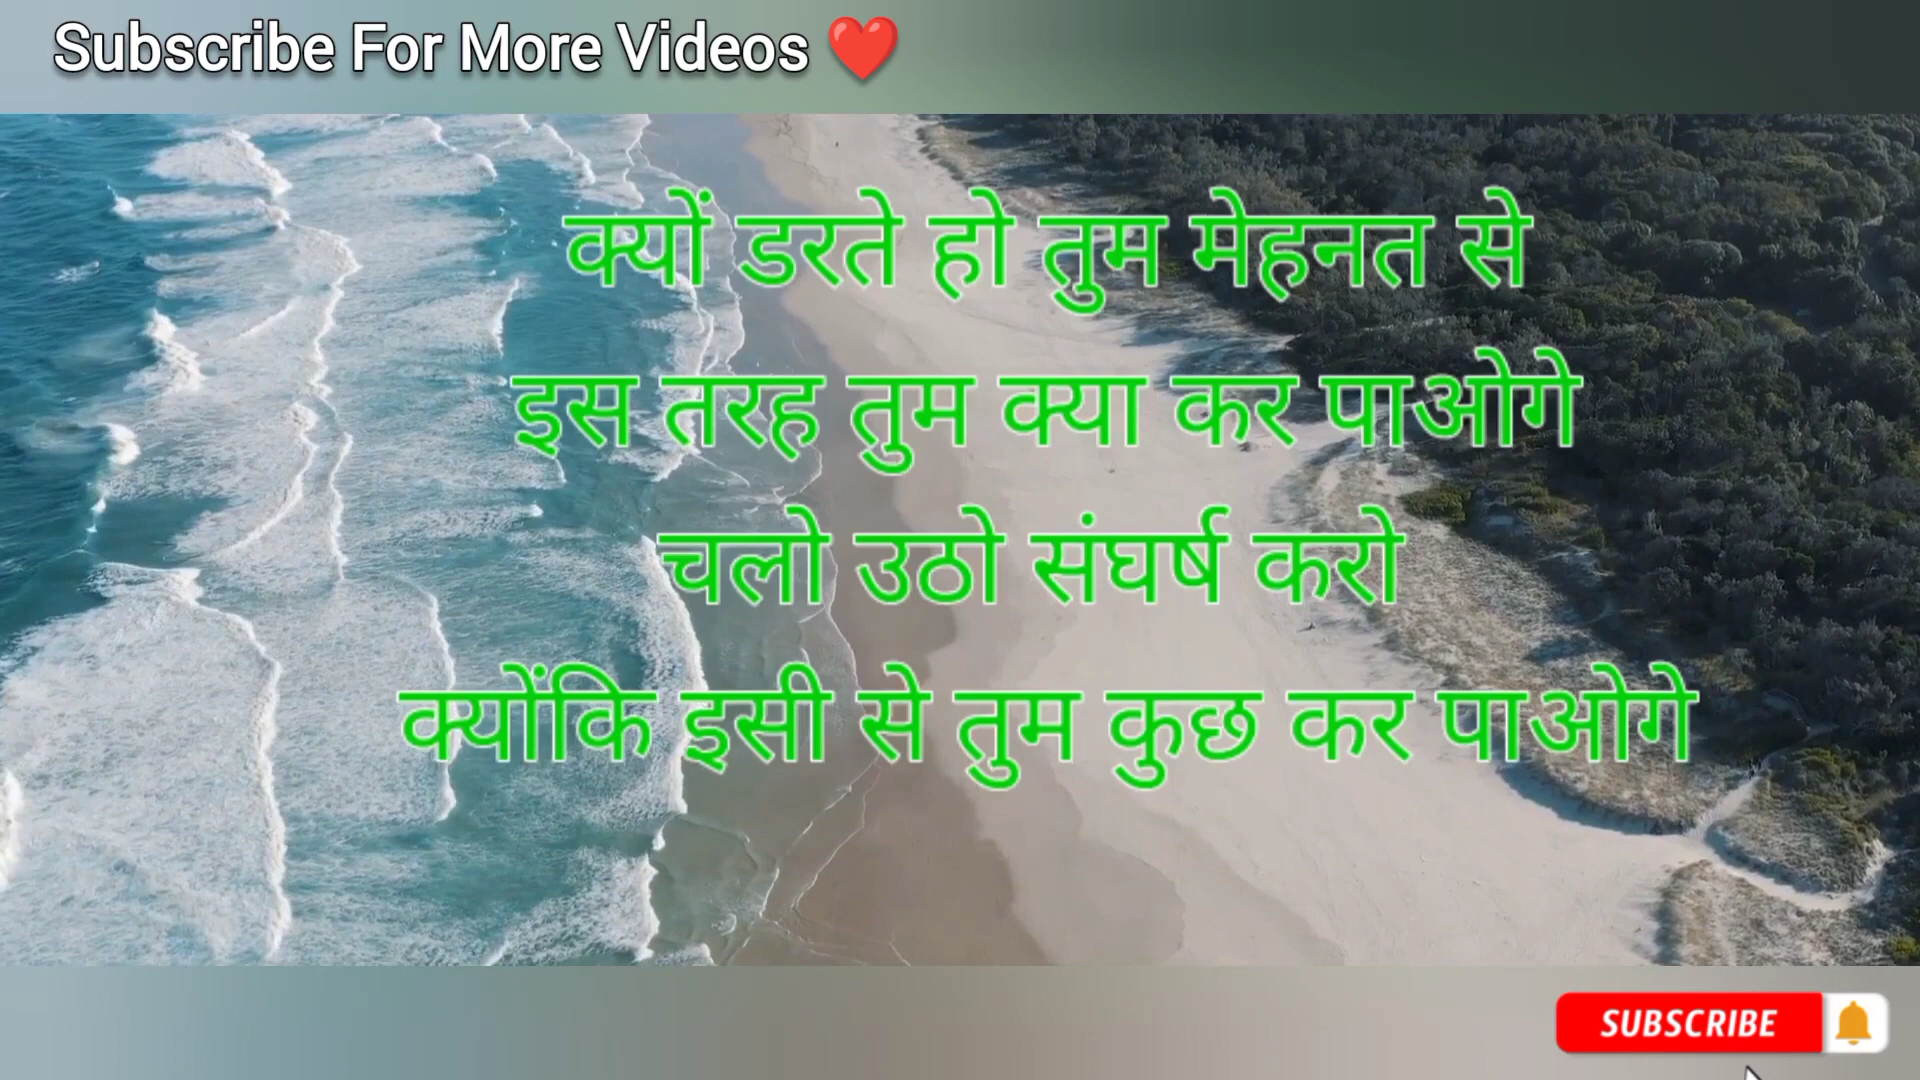 Subscribe For More Videos ❤️
क्यों डरते हो तुम मेहनत से
इस तरह तुम क्या कर पाओगे
चलो उठो संघर्ष करो
क्योंकि इसी से तुम कुछ कर पाओगे
SUBSCRIBE